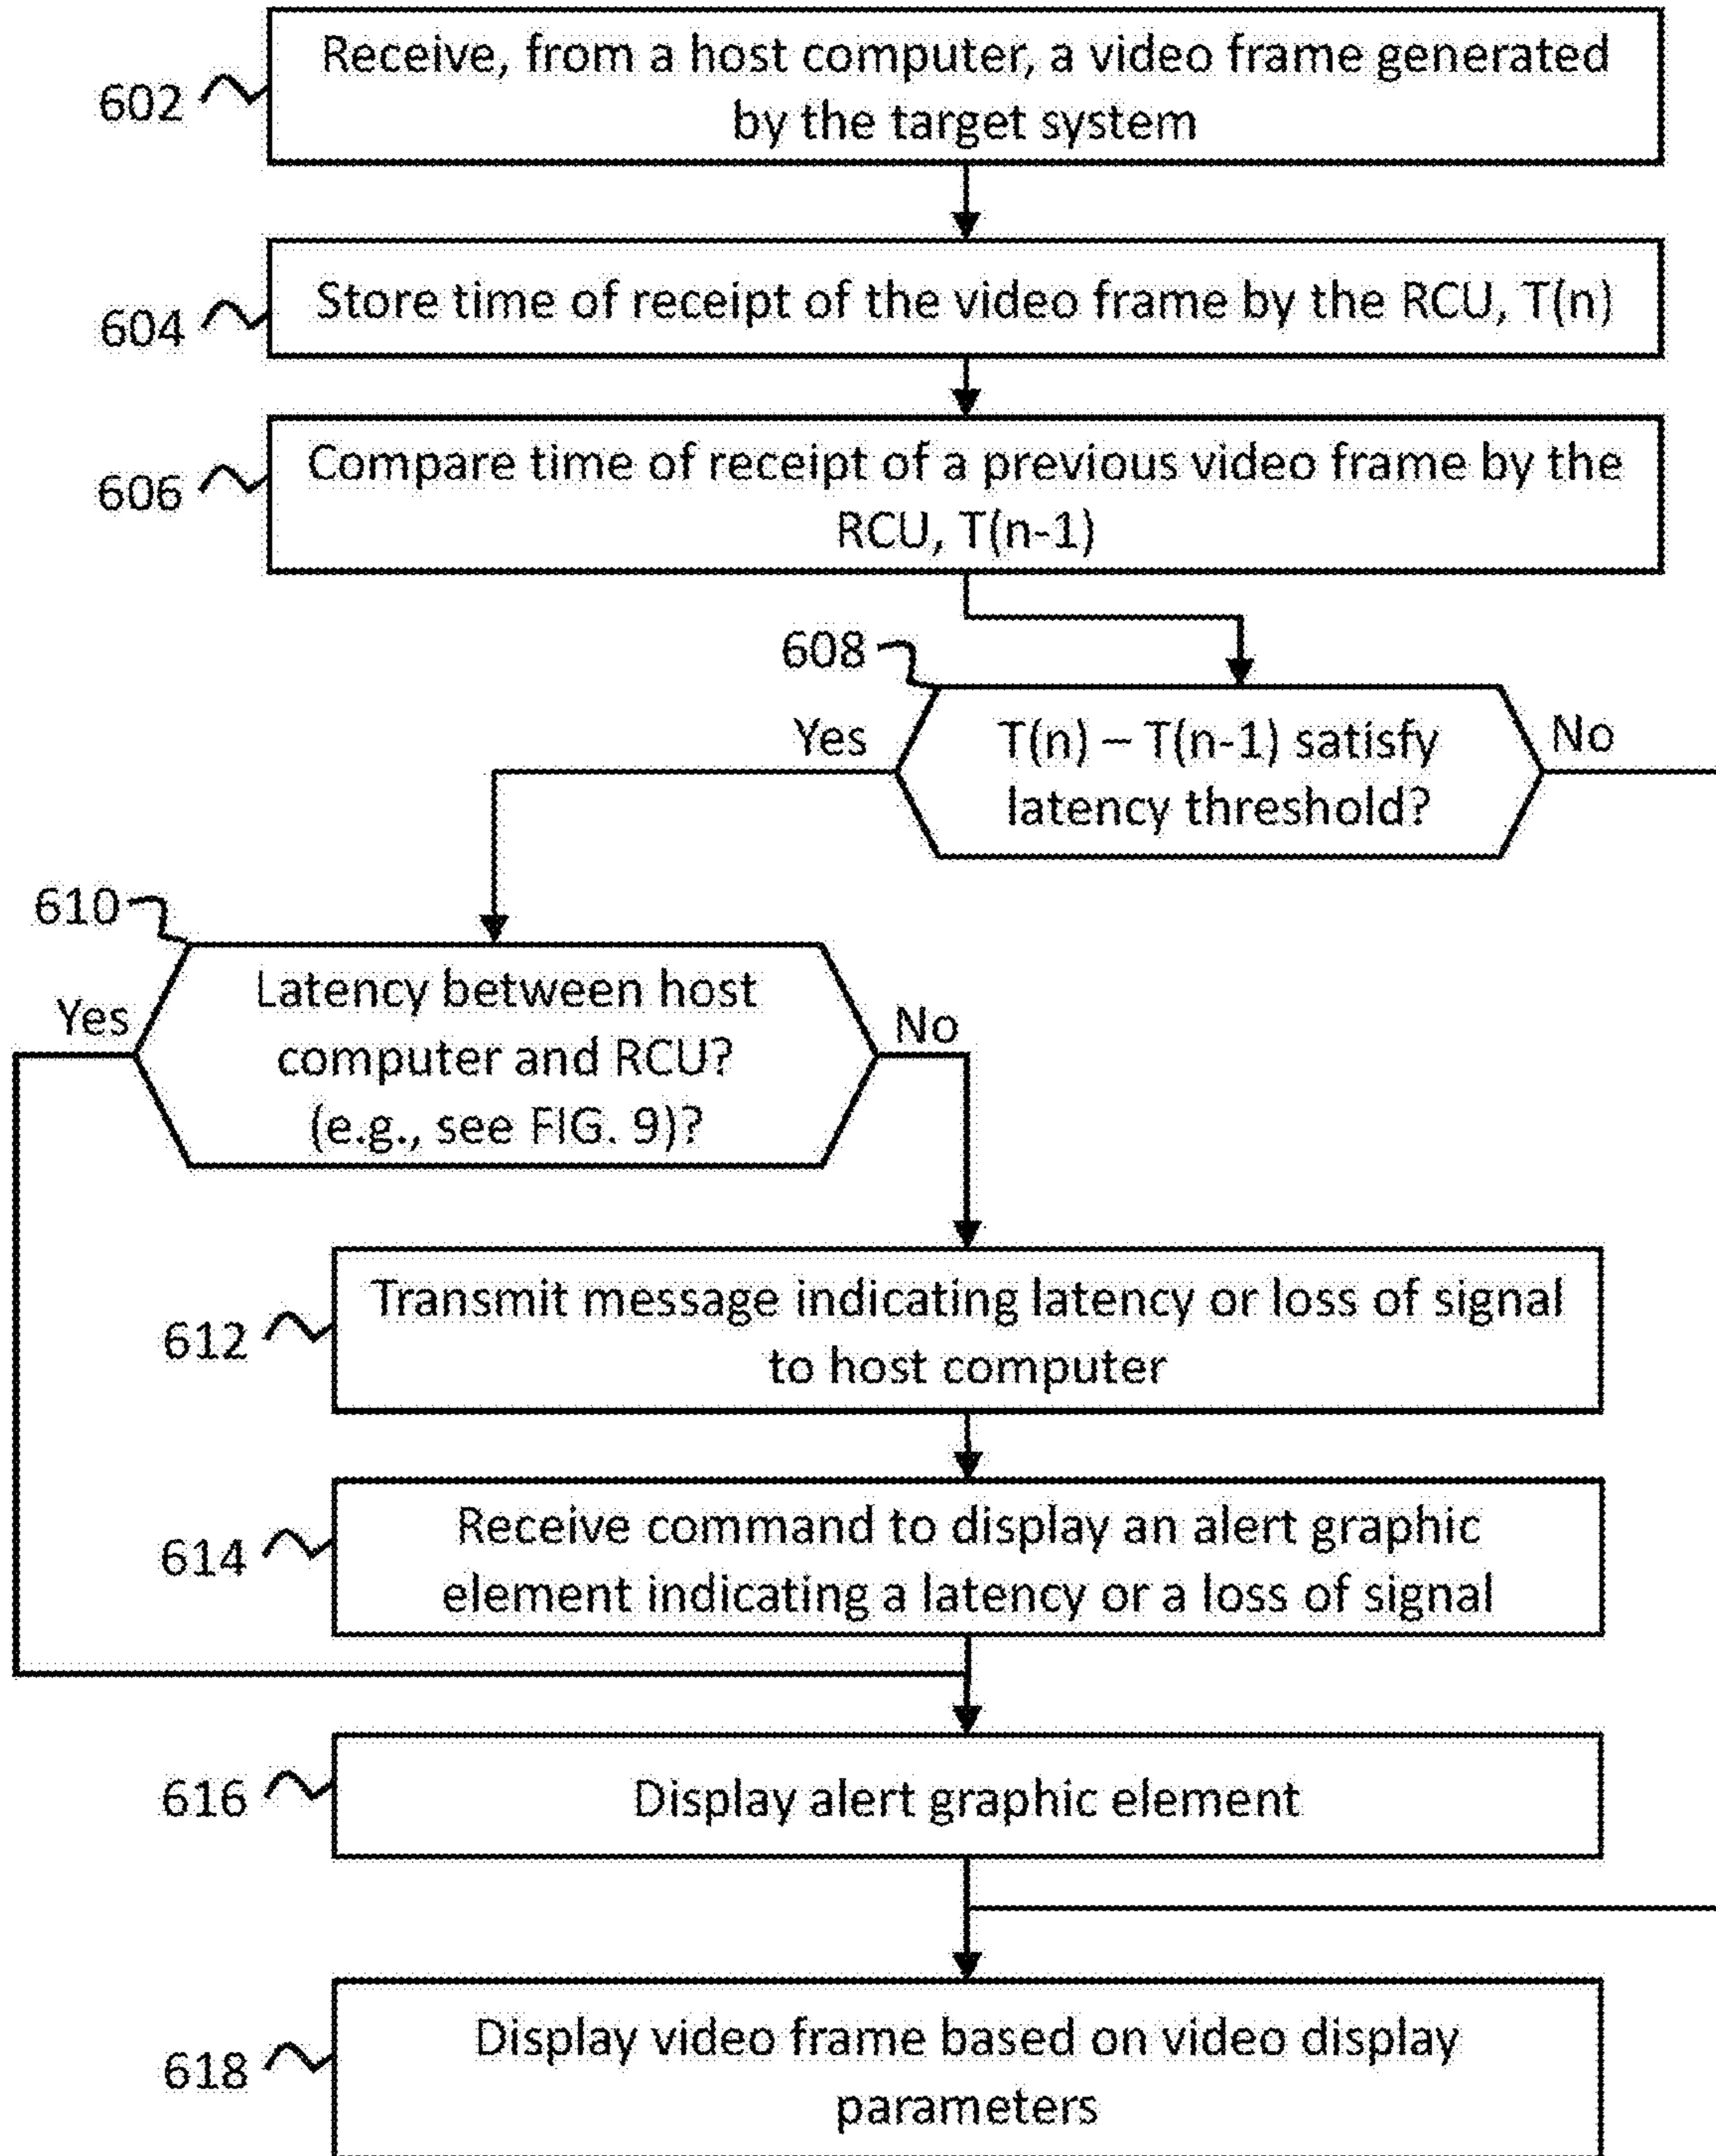 Receive, from a host computer, a video frame generated
by the target system
602
Store time of receipt of the video frame by the RCU, T(n)
604
Compare time of receipt of a previous video frame by the
RCU, T(n-1)
606
608
T(n) – T(n-1) satisfy
latency threshold?
Yes
No
610
Latency between host
computer and RCU?
(e.g., see FIG. 9)?
Yes
No
Transmit message indicating latency or loss of signal
to host computer
612
Receive command to display an alert graphic
element indicating a latency or a loss of signal
614
Display alert graphic element
616
Display video frame based on video display
parameters
618